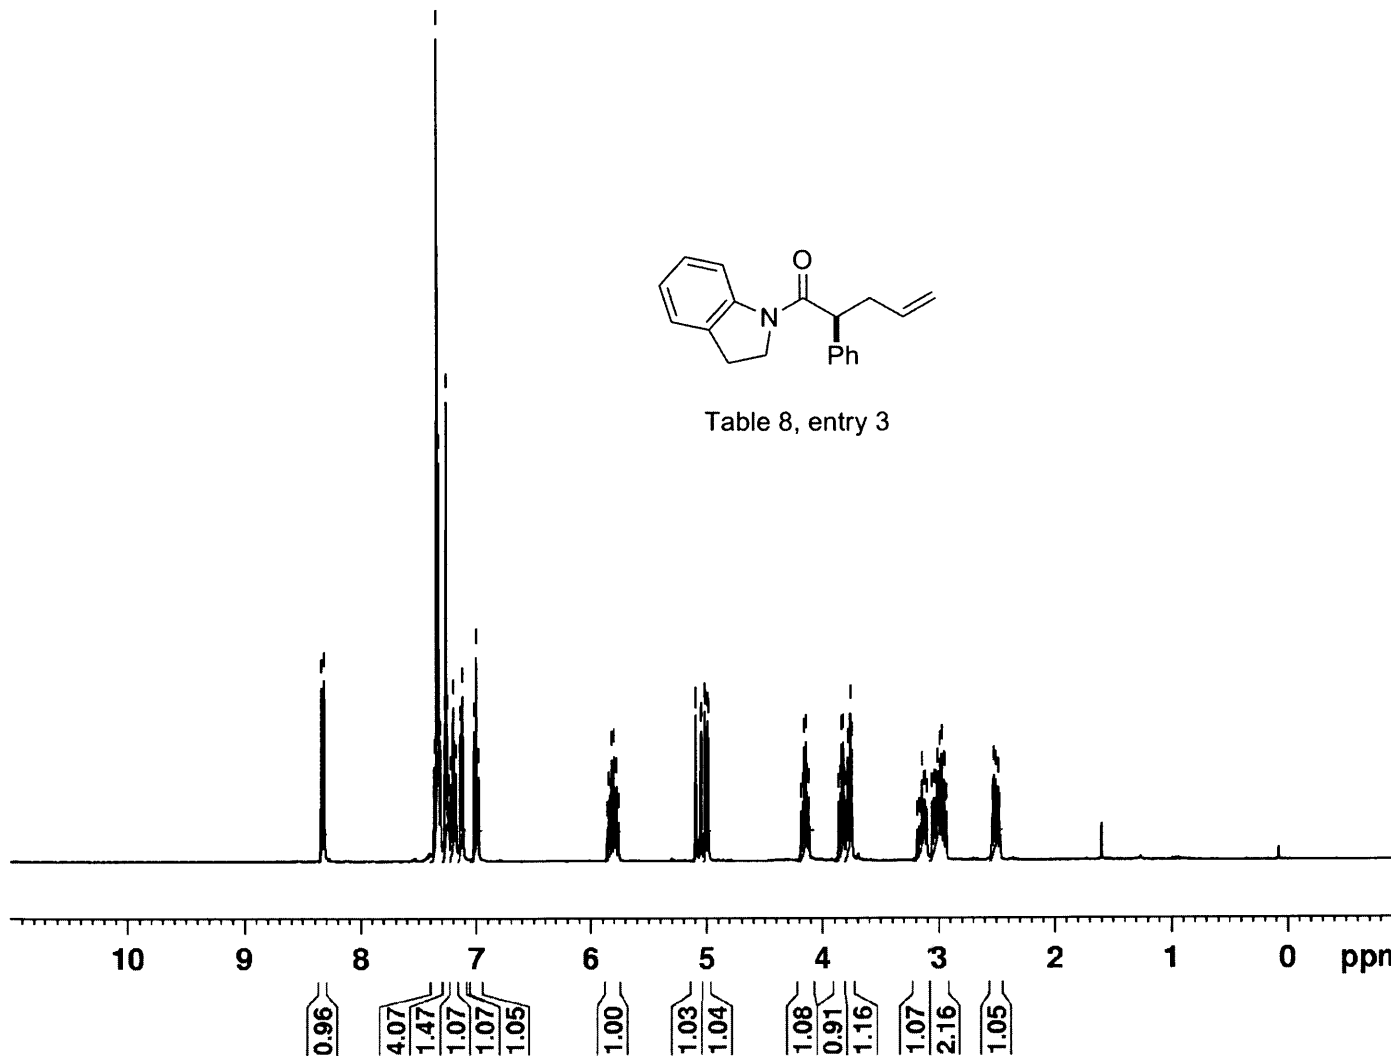 O
N
Ph
Table 8, entry 3
10 9 8 7 6 5 4 3 2 1 0 ppm
0.96 4.07 1.47 1.07 1.07 1.05 1.00 1.03 1.04 1.08 0.91 1.16 1.07 2.16 1.05